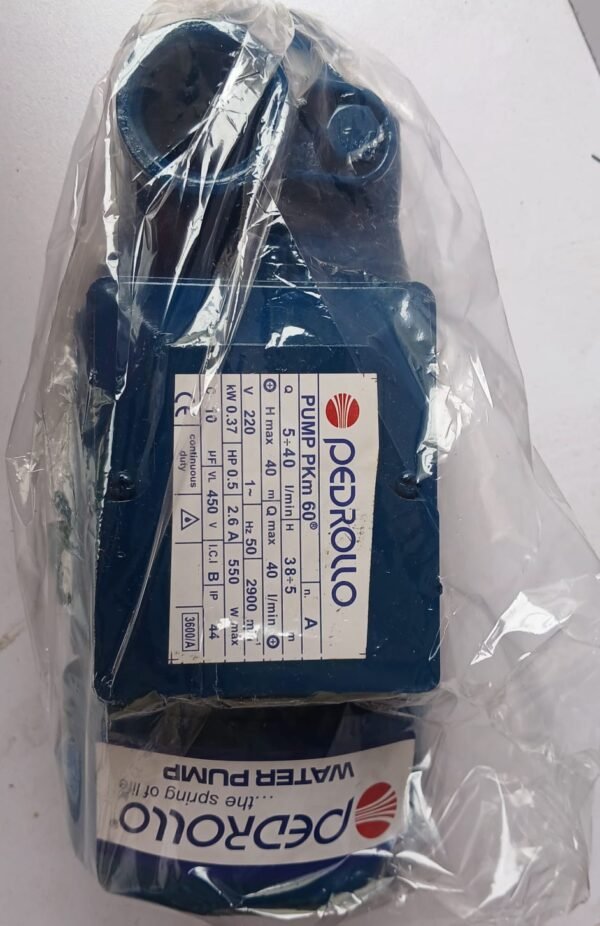 PEDROLLO
PUMP PKm 60® n. A
Q 5÷40 l/min H 38÷5 m
H max 40 m Q max 40 l/min
V 220 1~ Hz 50 2900 min⁻¹
kW 0.37 HP 0.5 2.6 A 550 W max
C 10 µF VL 450 V I.C.I B IP 44
CE continuous duty 3600/A
PEDROLLO®
...the spring of life
WATER PUMP